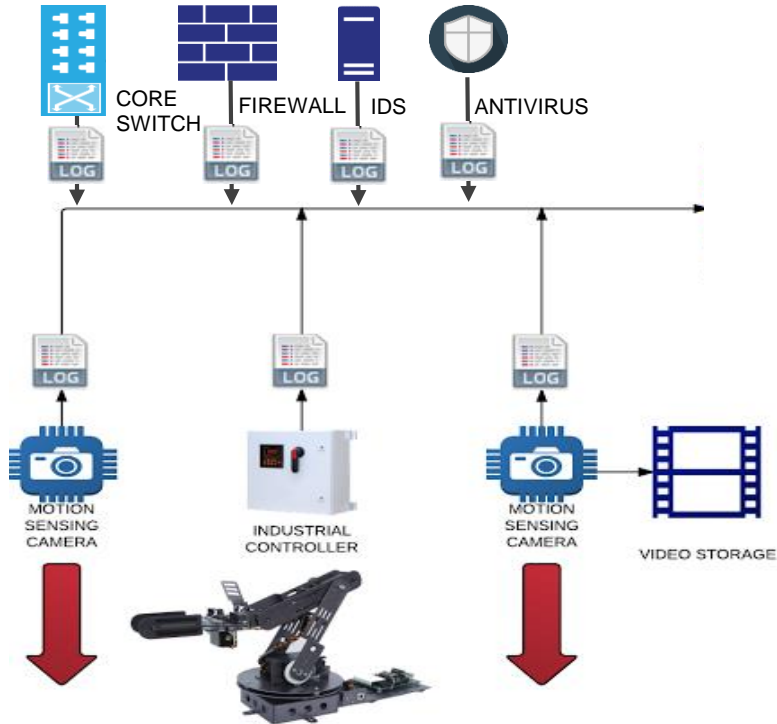 CORE
SWITCH
FIREWALL
IDS
ANTIVIRUS
LOG
LOG
LOG
LOG
LOG
LOG
LOG
MOTION
SENSING
CAMERA
INDUSTRIAL
CONTROLLER
MOTION
SENSING
CAMERA
VIDEO STORAGE